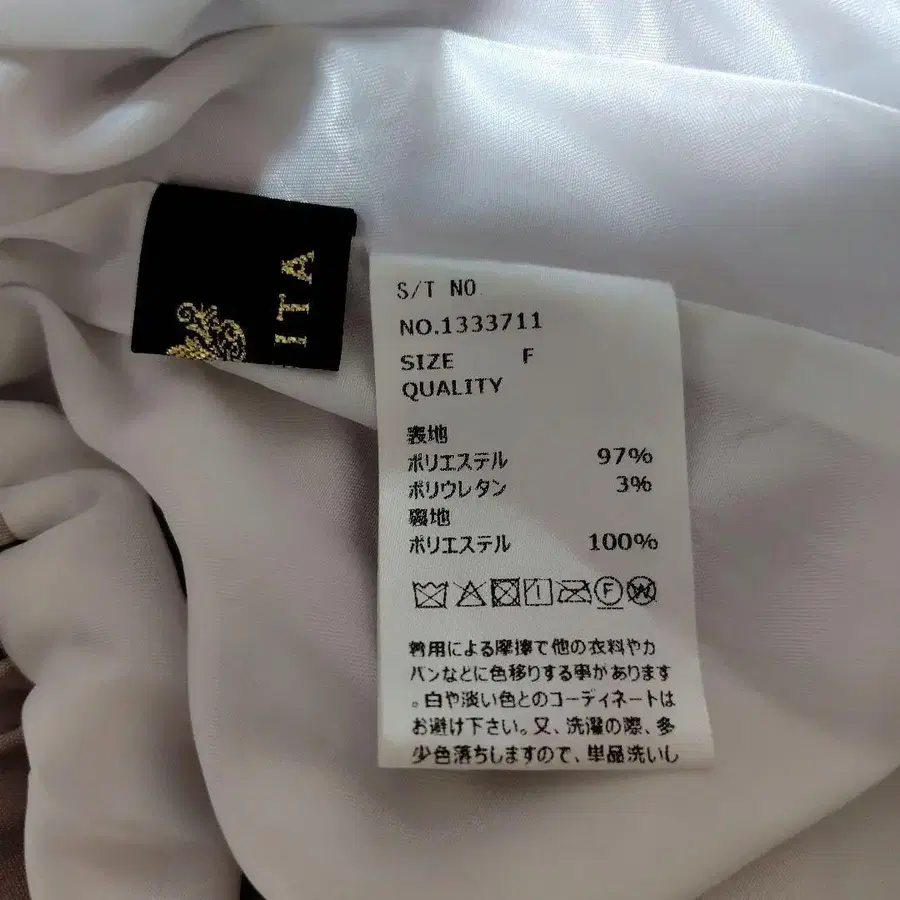 ITA
S/T NO.
NO.1333711
SIZE F
QUALITY
表地
ポリエステル 97%
ポリウレタン 3%
裏地
ポリエステル 100%
F
W
着用による摩擦で他の衣料やカ
バンなどに色移りする事があります
。白や淡い色とのコーディネートは
お避け下さい。又、洗濯の際、多
少色落ちしますので、単品洗いし